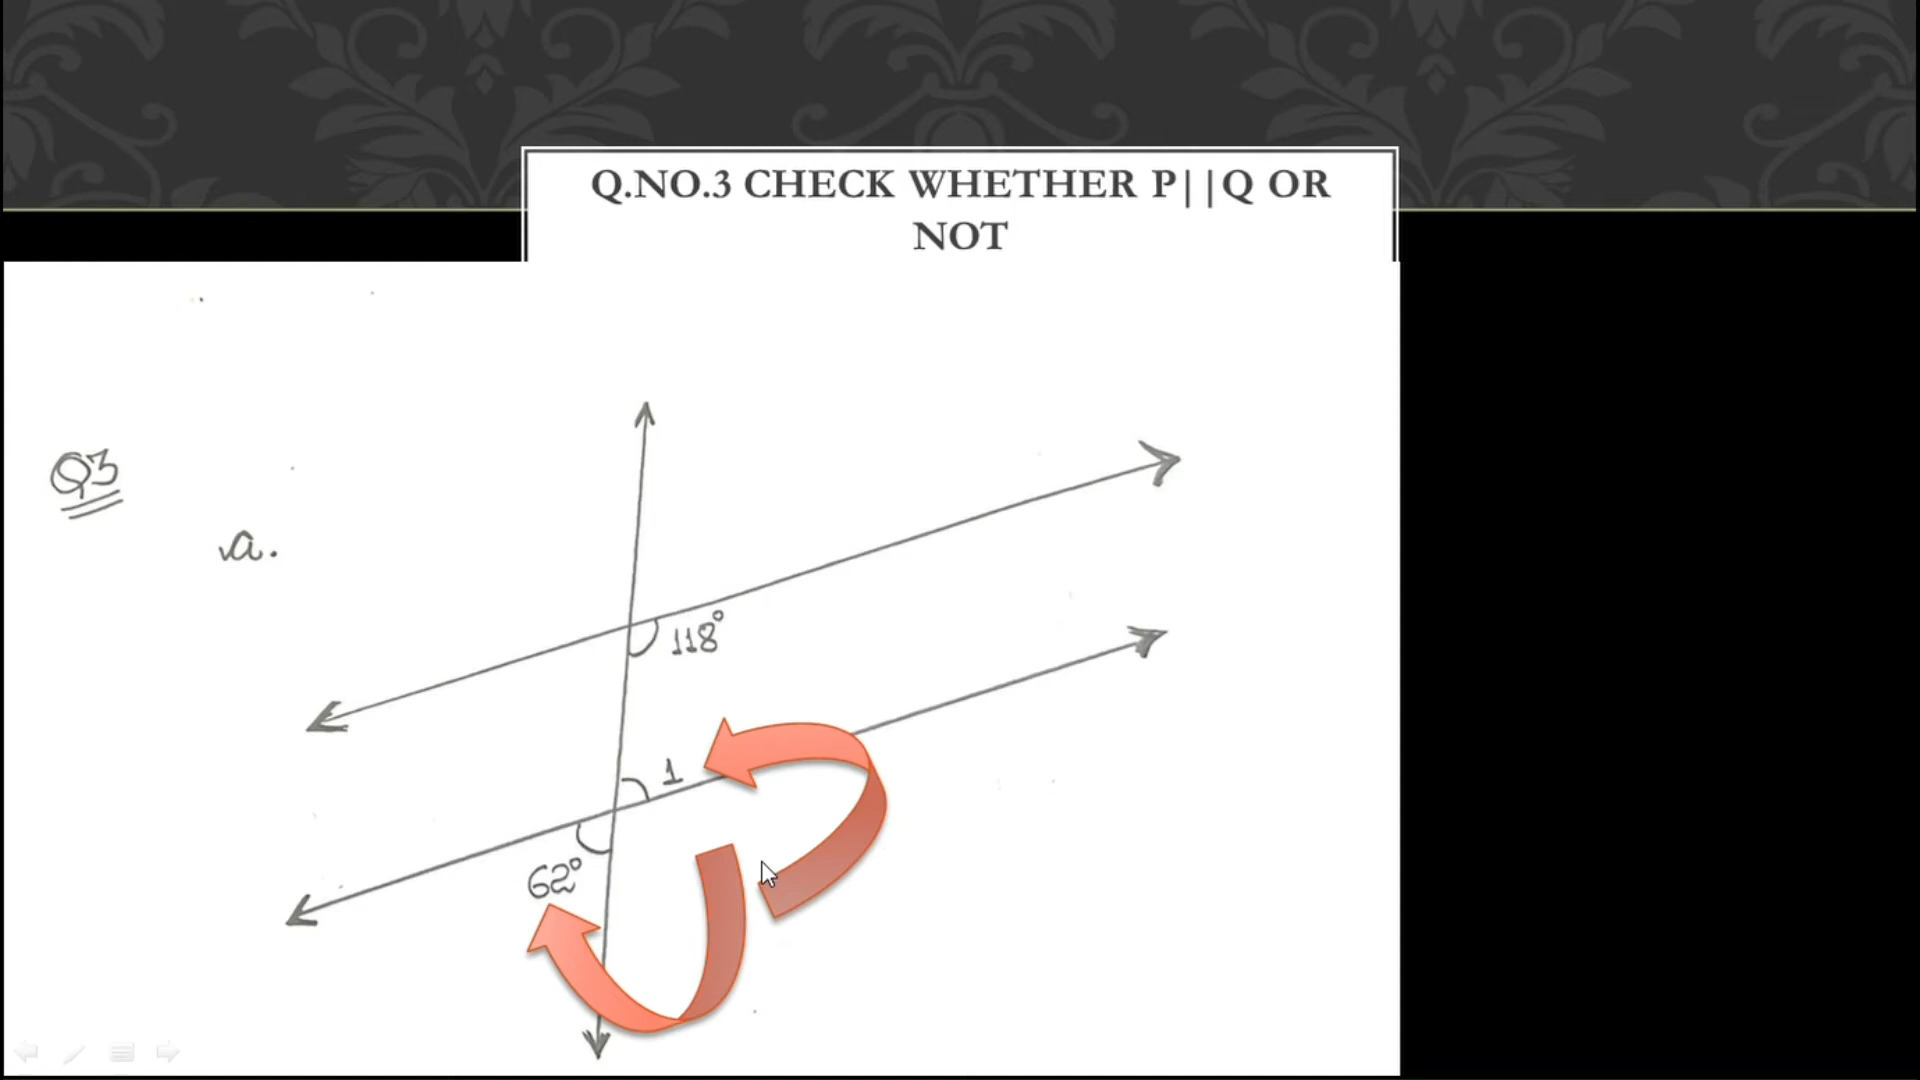 Q.NO.3 CHECK WHETHER P||Q OR
NOT
Q3
a.
118°
1
62°